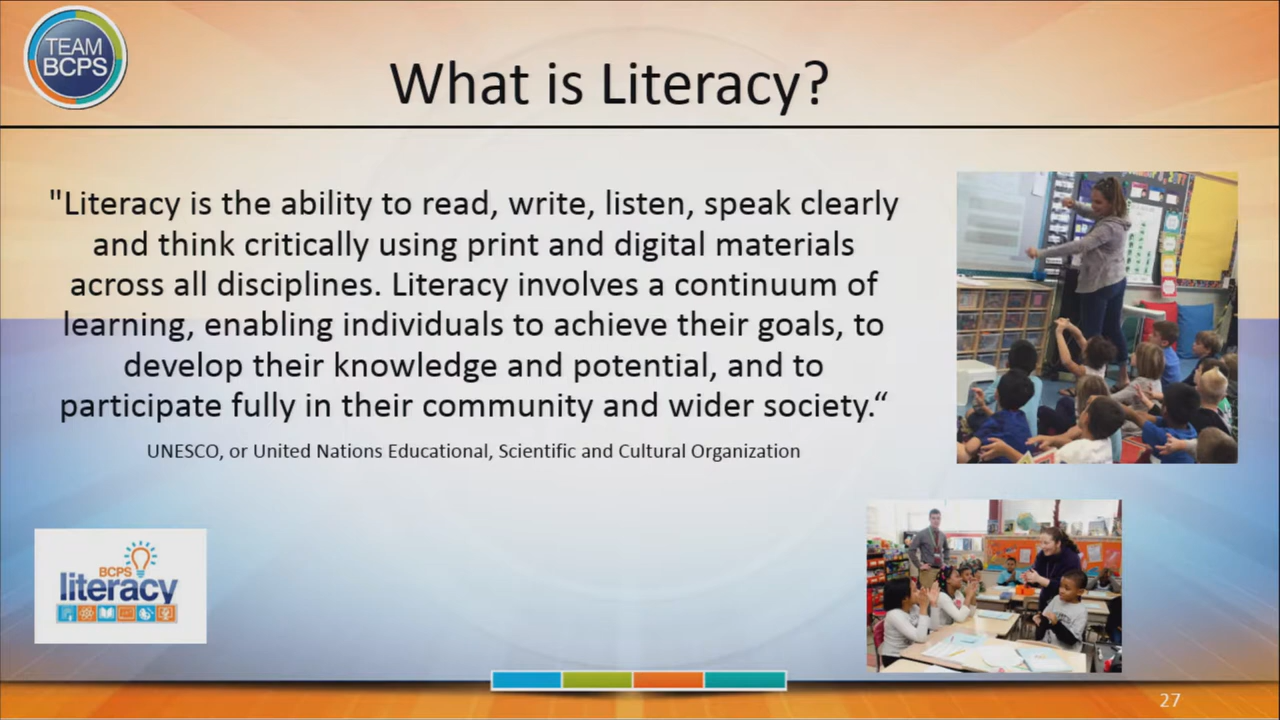 TEAM
BCPS
What is Literacy?
"Literacy is the ability to read, write, listen, speak clearly
and think critically using print and digital materials
across all disciplines. Literacy involves a continuum of
learning, enabling individuals to achieve their goals, to
develop their knowledge and potential, and to
participate fully in their community and wider society.“
UNESCO, or United Nations Educational, Scientific and Cultural Organization
BCPS
literacy
27